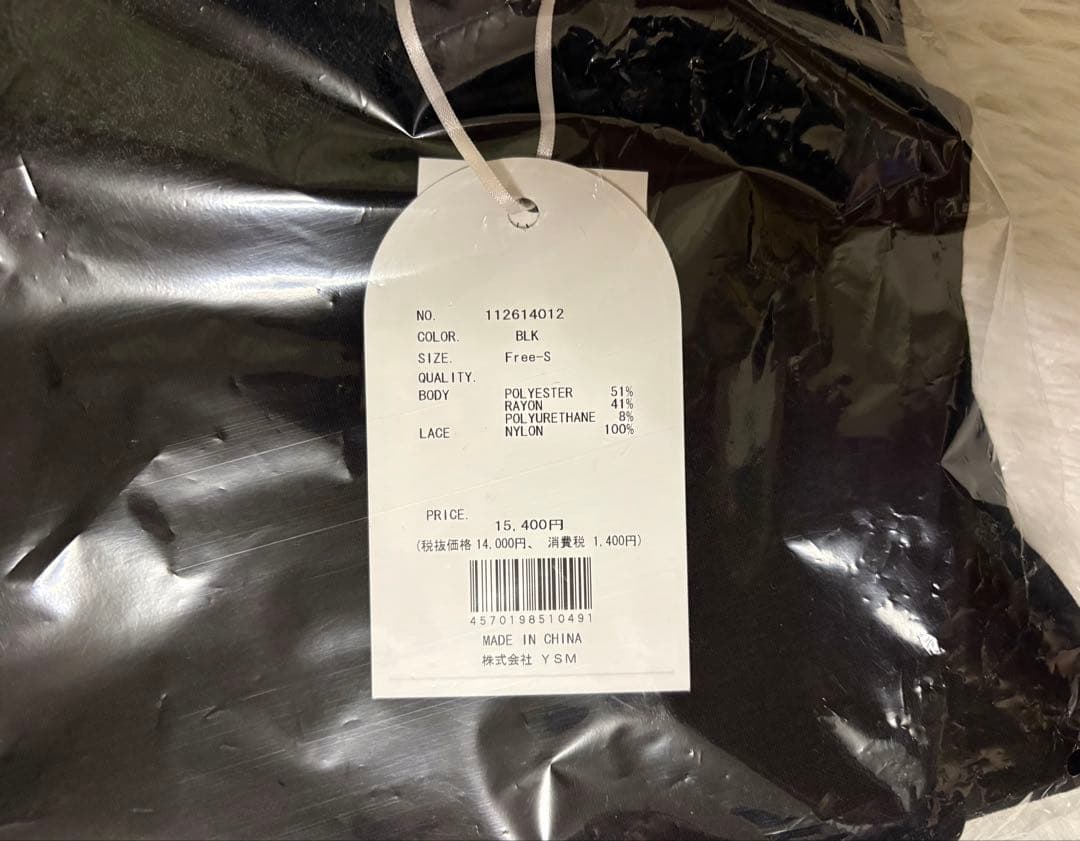 NO. 112614012
COLOR. BLK
SIZE. Free-S
QUALITY.
BODY POLYESTER 51%
RAYON 41%
POLYURETHANE 8%
LACE NYLON 100%
PRICE.
15,400円
(税抜価格 14,000円、 消費税 1,400円)
4570198510491
MADE IN CHINA
株式会社 YSM